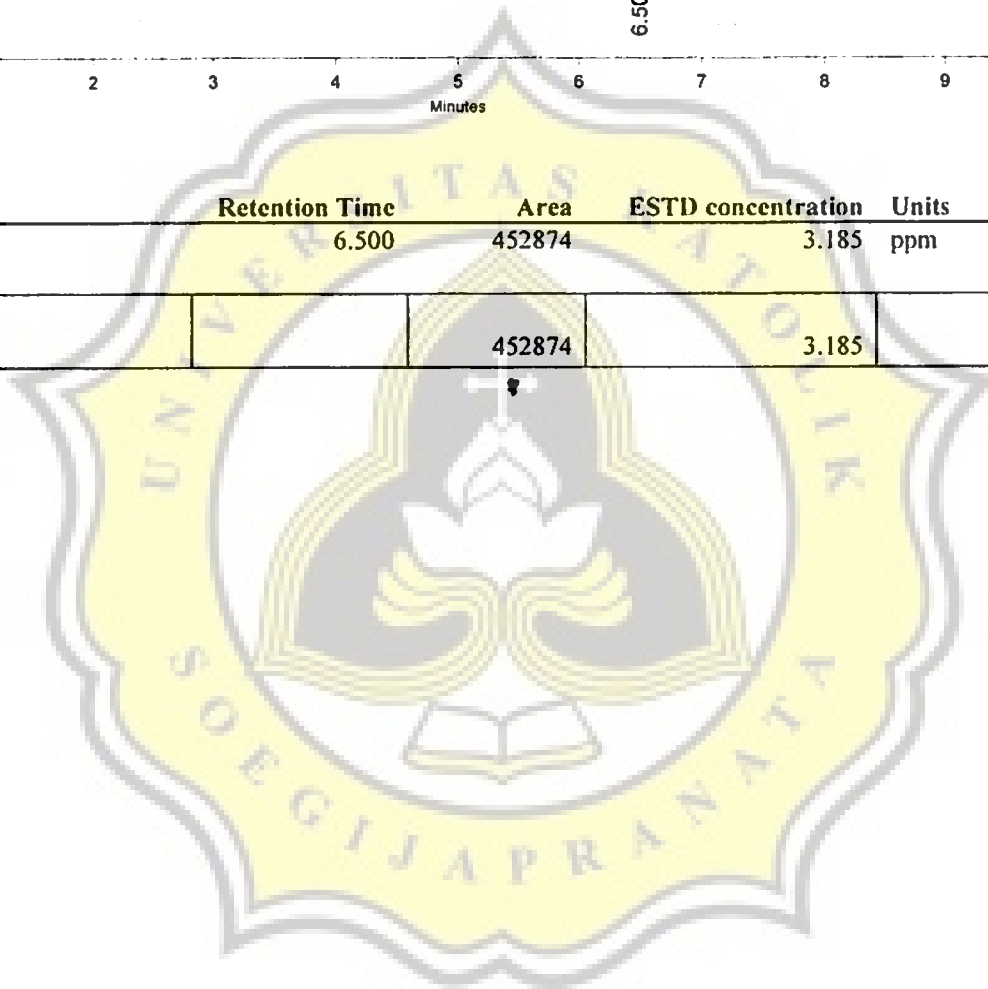 6.50
2 3 4 5 6 7 8 9
Minutes
Retention Time Area ESTD concentration Units
6.500 452874 3.185 ppm
452874 3.185
UNIVERSITAS KATOLIK
SOEGIJAPRANATA